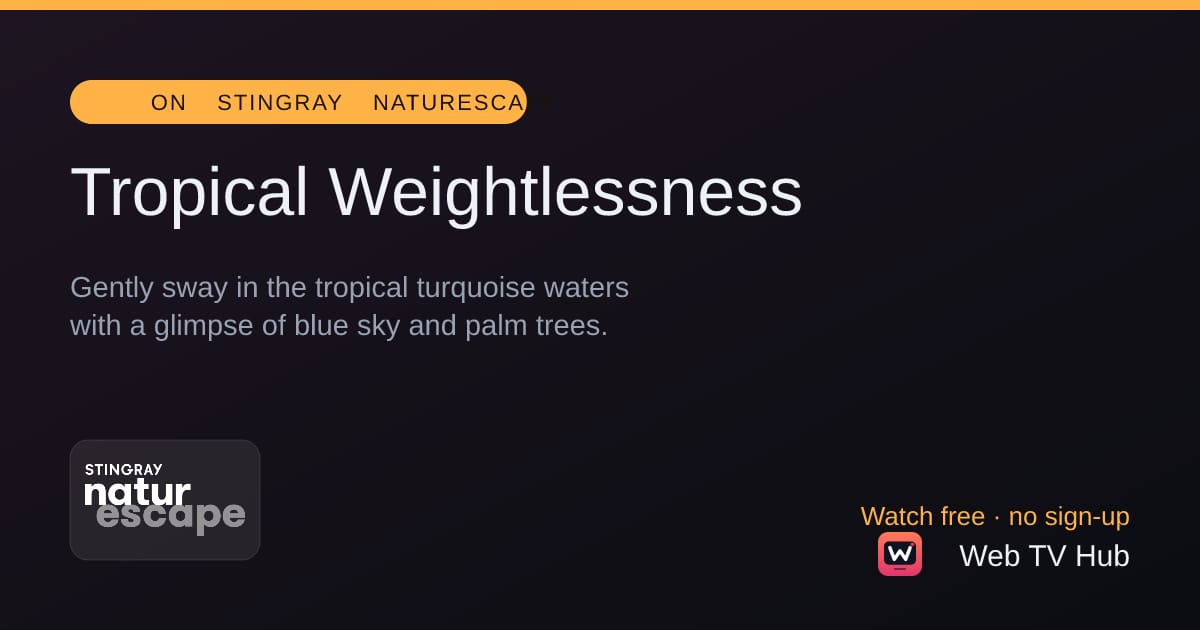 ON STINGRAY NATURESCA
Tropical Weightlessness
Gently sway in the tropical turquoise waters
with a glimpse of blue sky and palm trees.
STINGRAY
natur
escape
Watch free · no sign-up
W
Web TV Hub